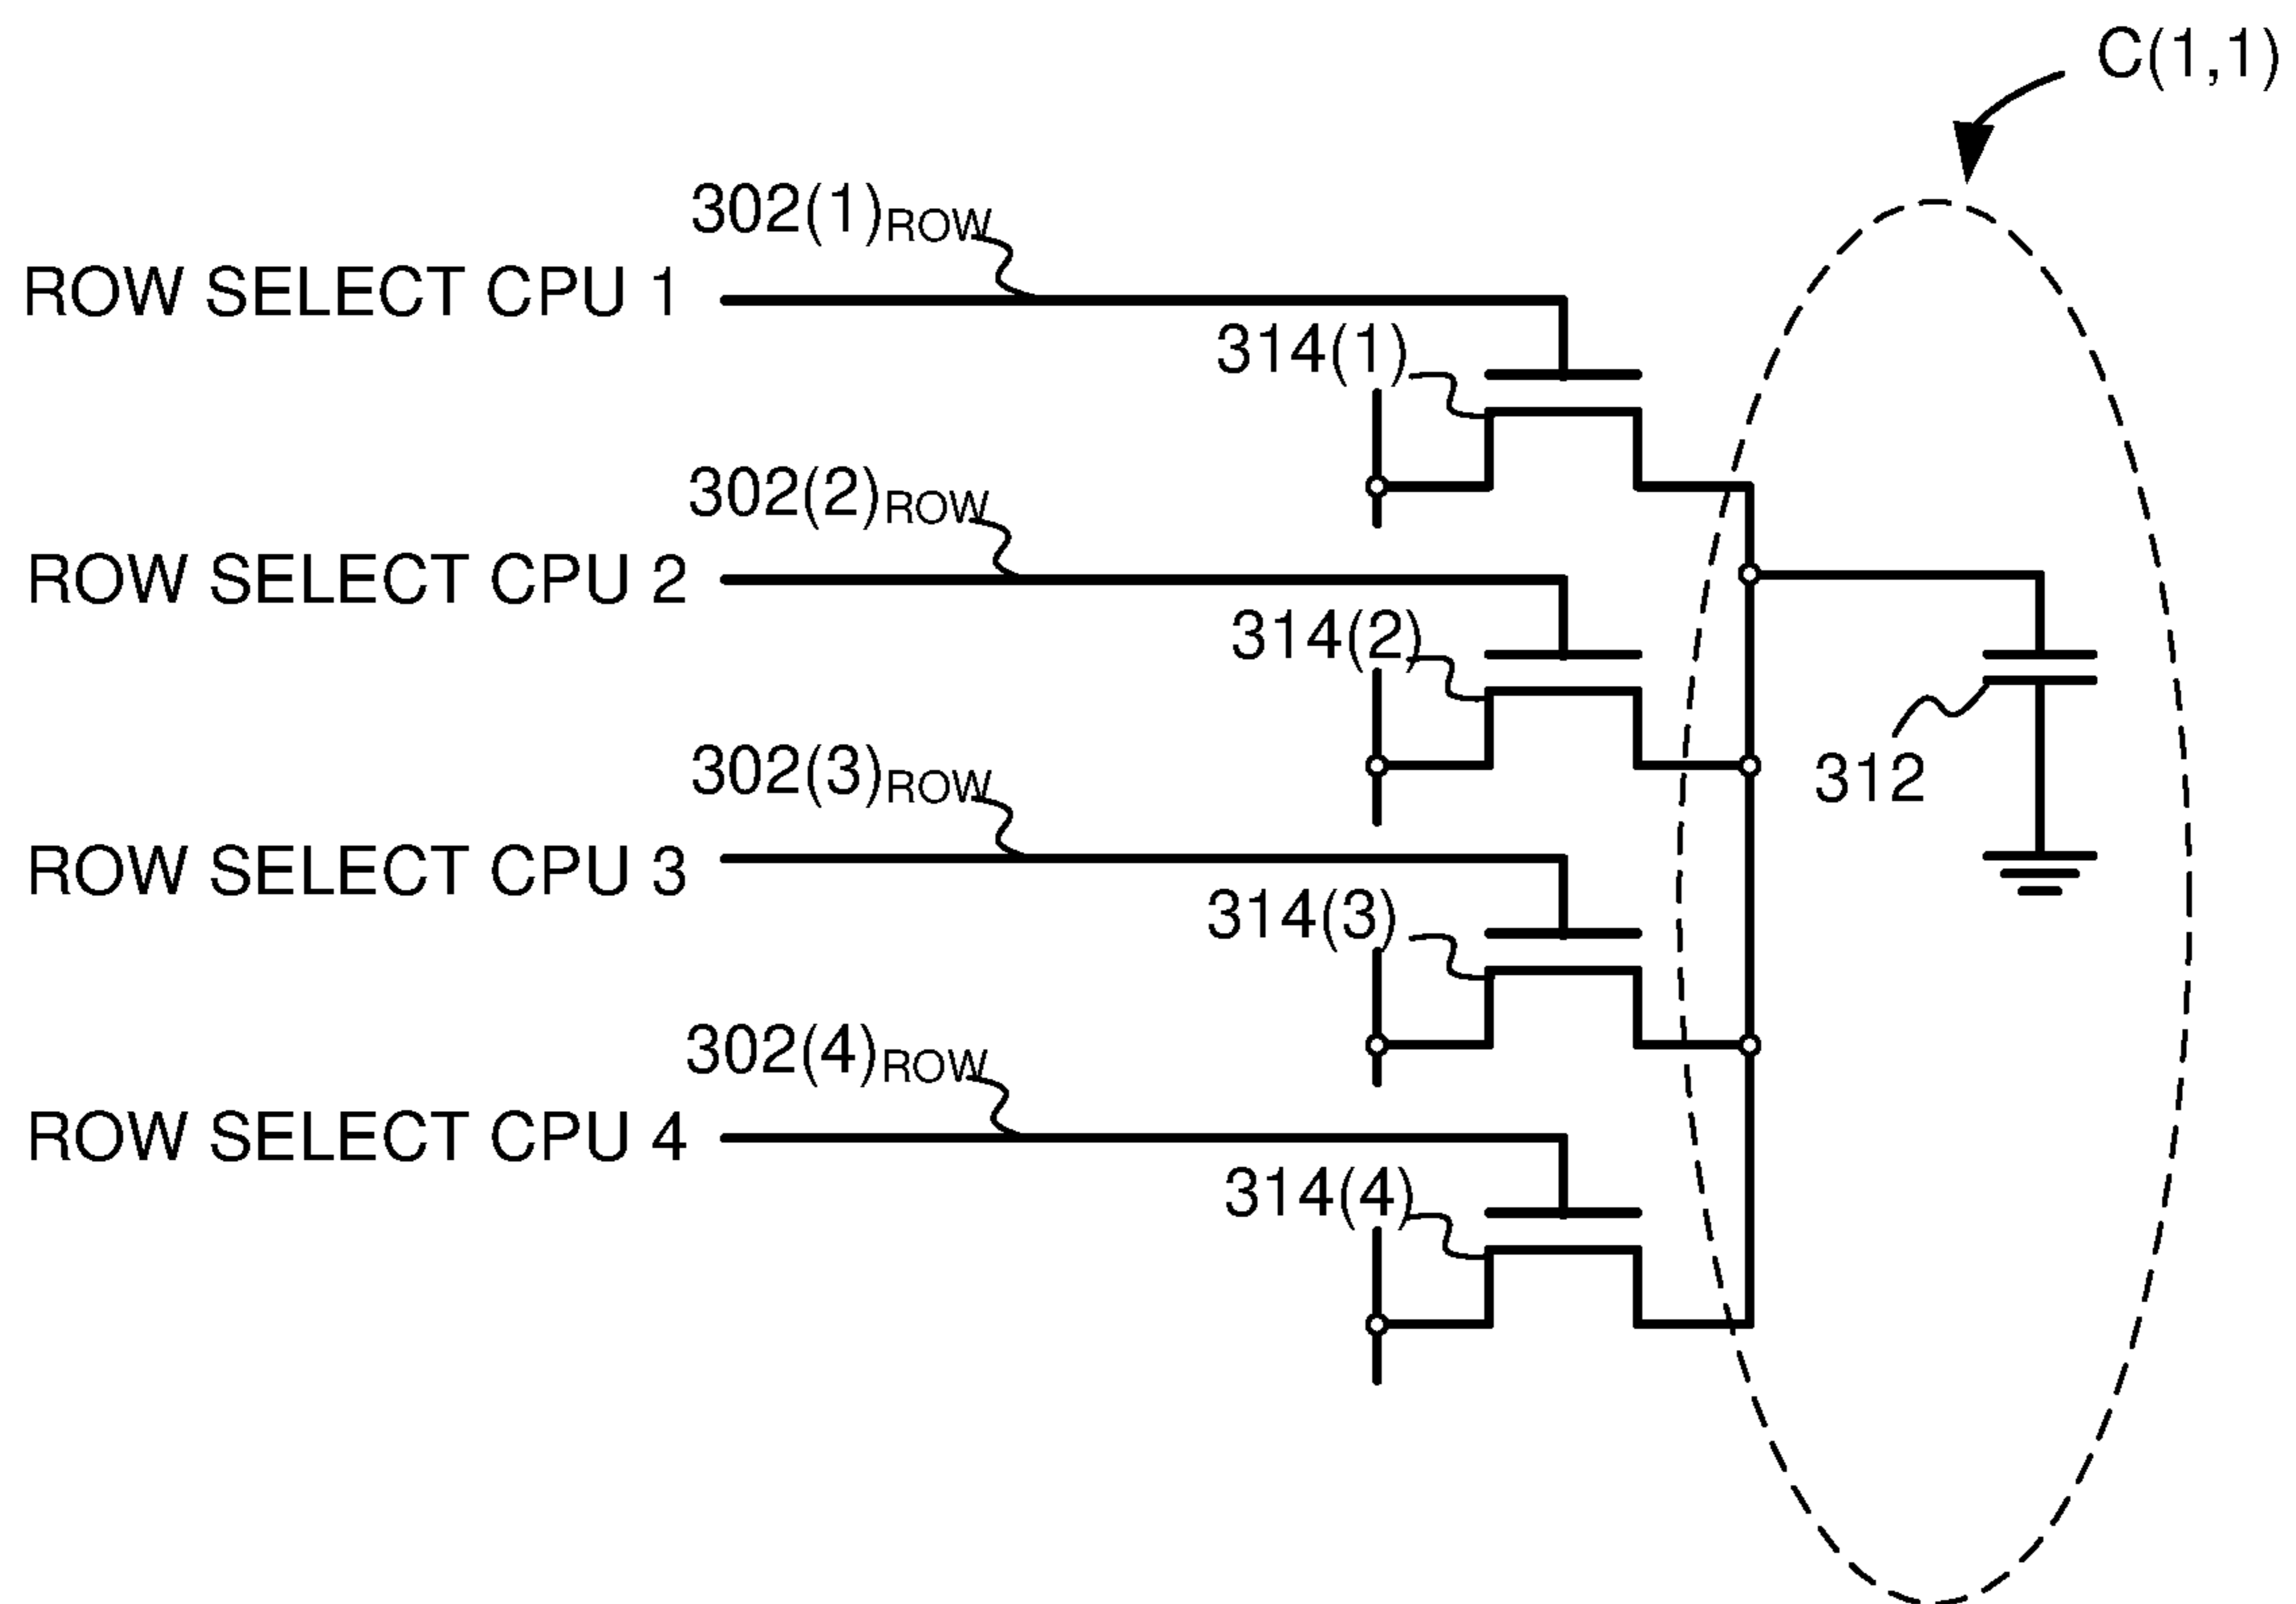 C(1,1)
302(1)ROW
ROW SELECT CPU 1
314(1)
302(2)ROW
ROW SELECT CPU 2
314(2)
302(3)ROW
312
ROW SELECT CPU 3
314(3)
302(4)ROW
ROW SELECT CPU 4
314(4)